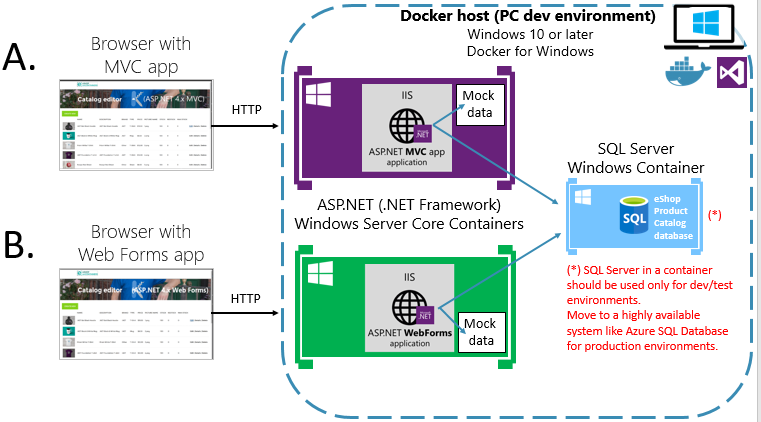 Docker host (PC dev environment)
Windows 10 or later
Docker for Windows
A.
Browser with
MVC app
Catalog editor
(ASP.NET 4.x MVC)
HTTP
IIS
.NET
ASP.NET MVC app
application
Mock
data
SQL Server
Windows Container
SQL
eShop
Product
Catalog
database
(*)
ASP.NET (.NET Framework)
Windows Server Core Containers
B.
Browser with
Web Forms app
Catalog editor
(ASP.NET 4.x Web Forms)
HTTP
IIS
.NET
ASP.NET WebForms
application
Mock
data
(*) SQL Server in a container
should be used only for dev/test
environments.
Move to a highly available
system like Azure SQL Database
for production environments.